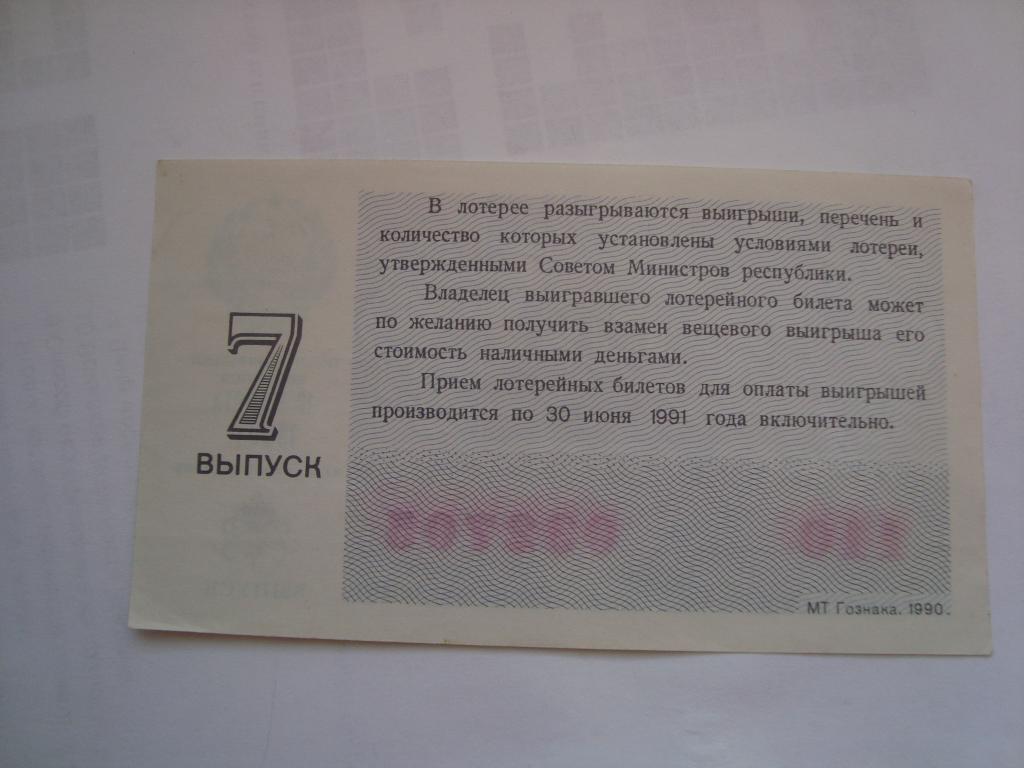 В лотерее разыгрываются выигрыши, перечень и
количество которых установлены условиями лотереи,
утвержденными Советом Министров республики.
Владелец выигравшего лотерейного билета может
по желанию получить взамен вещевого выигрыша его
стоимость наличными деньгами.
Прием лотерейных билетов для оплаты выигрышей
производится по 30 июня 1991 года включительно.
7
ВЫПУСК
МТ Гознака. 1990.